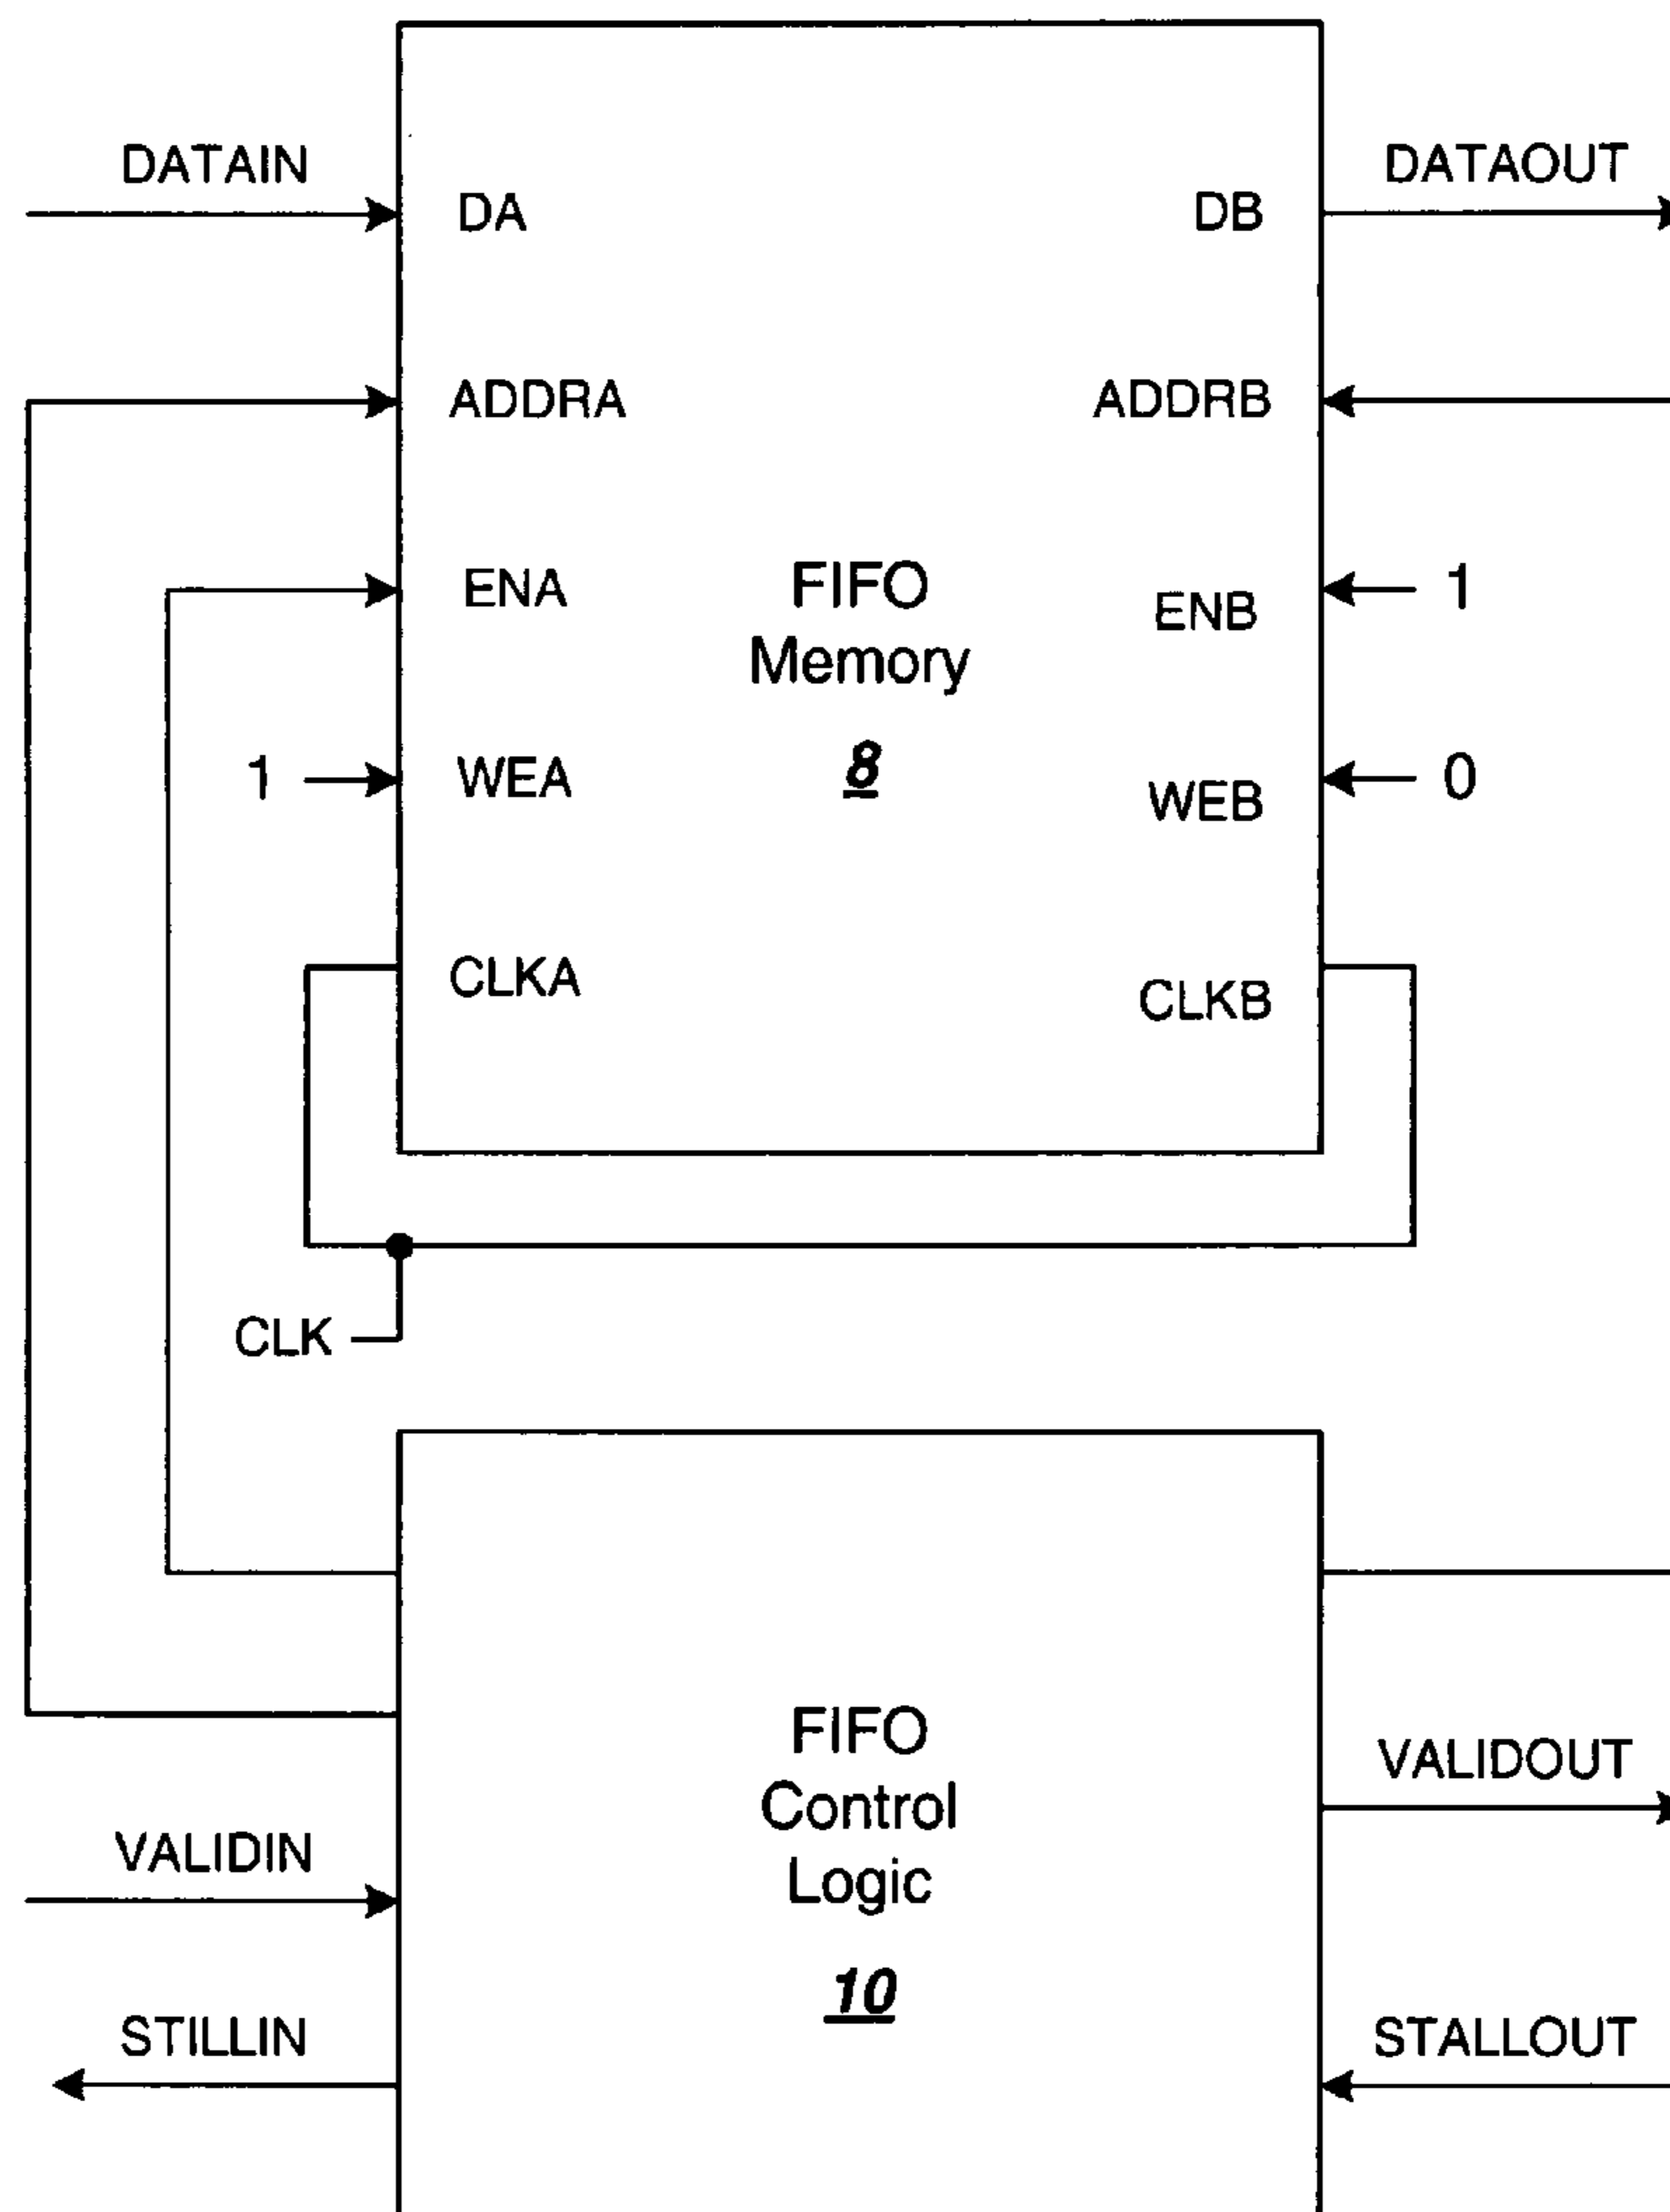 DATAIN
DATAOUT
DA
DB
ADDRA
ADDRB
ENA
FIFO
Memory
8
ENB
1
1
WEA
WEB
0
CLKA
CLKB
CLK
FIFO
Control
Logic
10
VALIDOUT
VALIDIN
STILLIN
STALLOUT